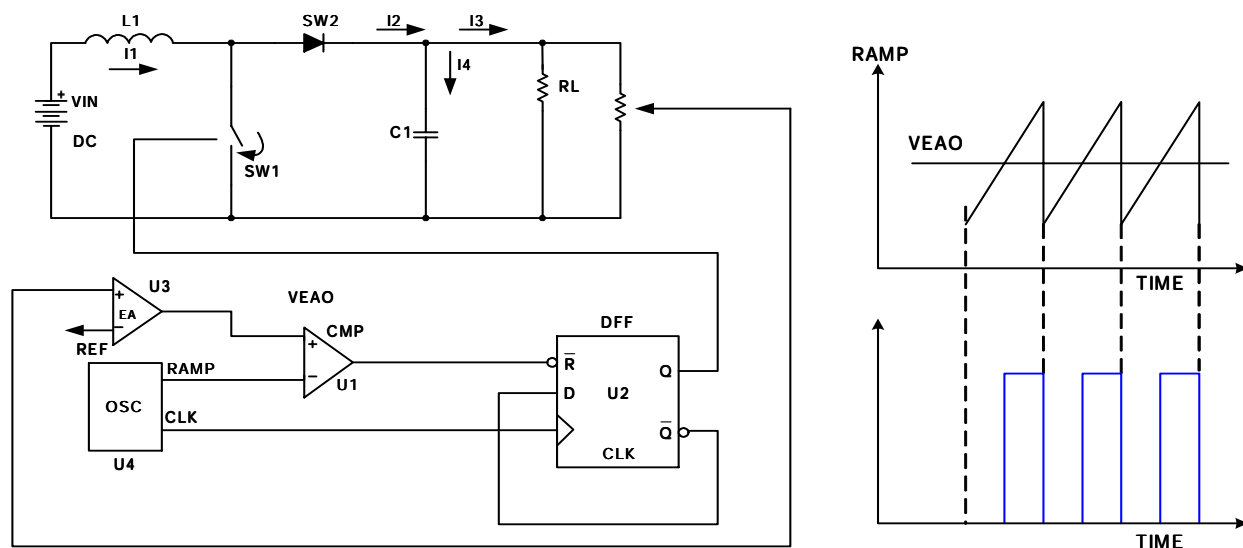 L1
SW2
I2
I3
I1
I4
+
VIN
DC
RL
C1
SW1
RAMP
VEAO
TIME
U3
VEAO
+
EA
−
REF
CMP
+
−
U1
DFF
RAMP
OSC
CLK
U4
R
D
U2
Q
Q
CLK
TIME